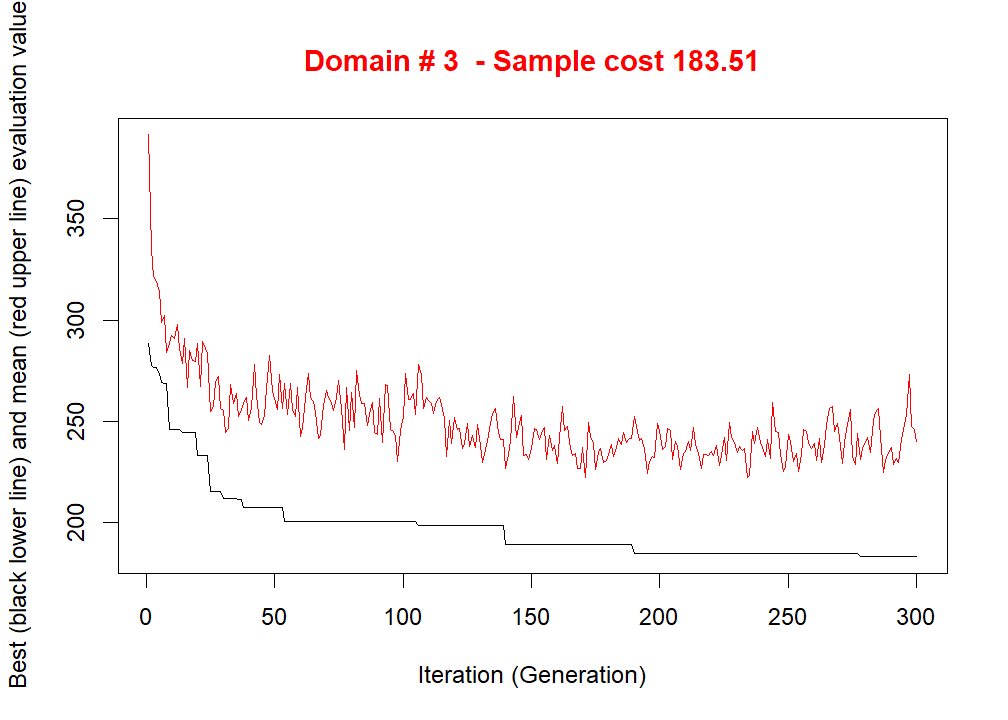 Domain # 3  - Sample cost 183.51
Best (black lower line) and mean (red upper line) evaluation value
350
300
250
200
0 50 100 150 200 250 300
Iteration (Generation)